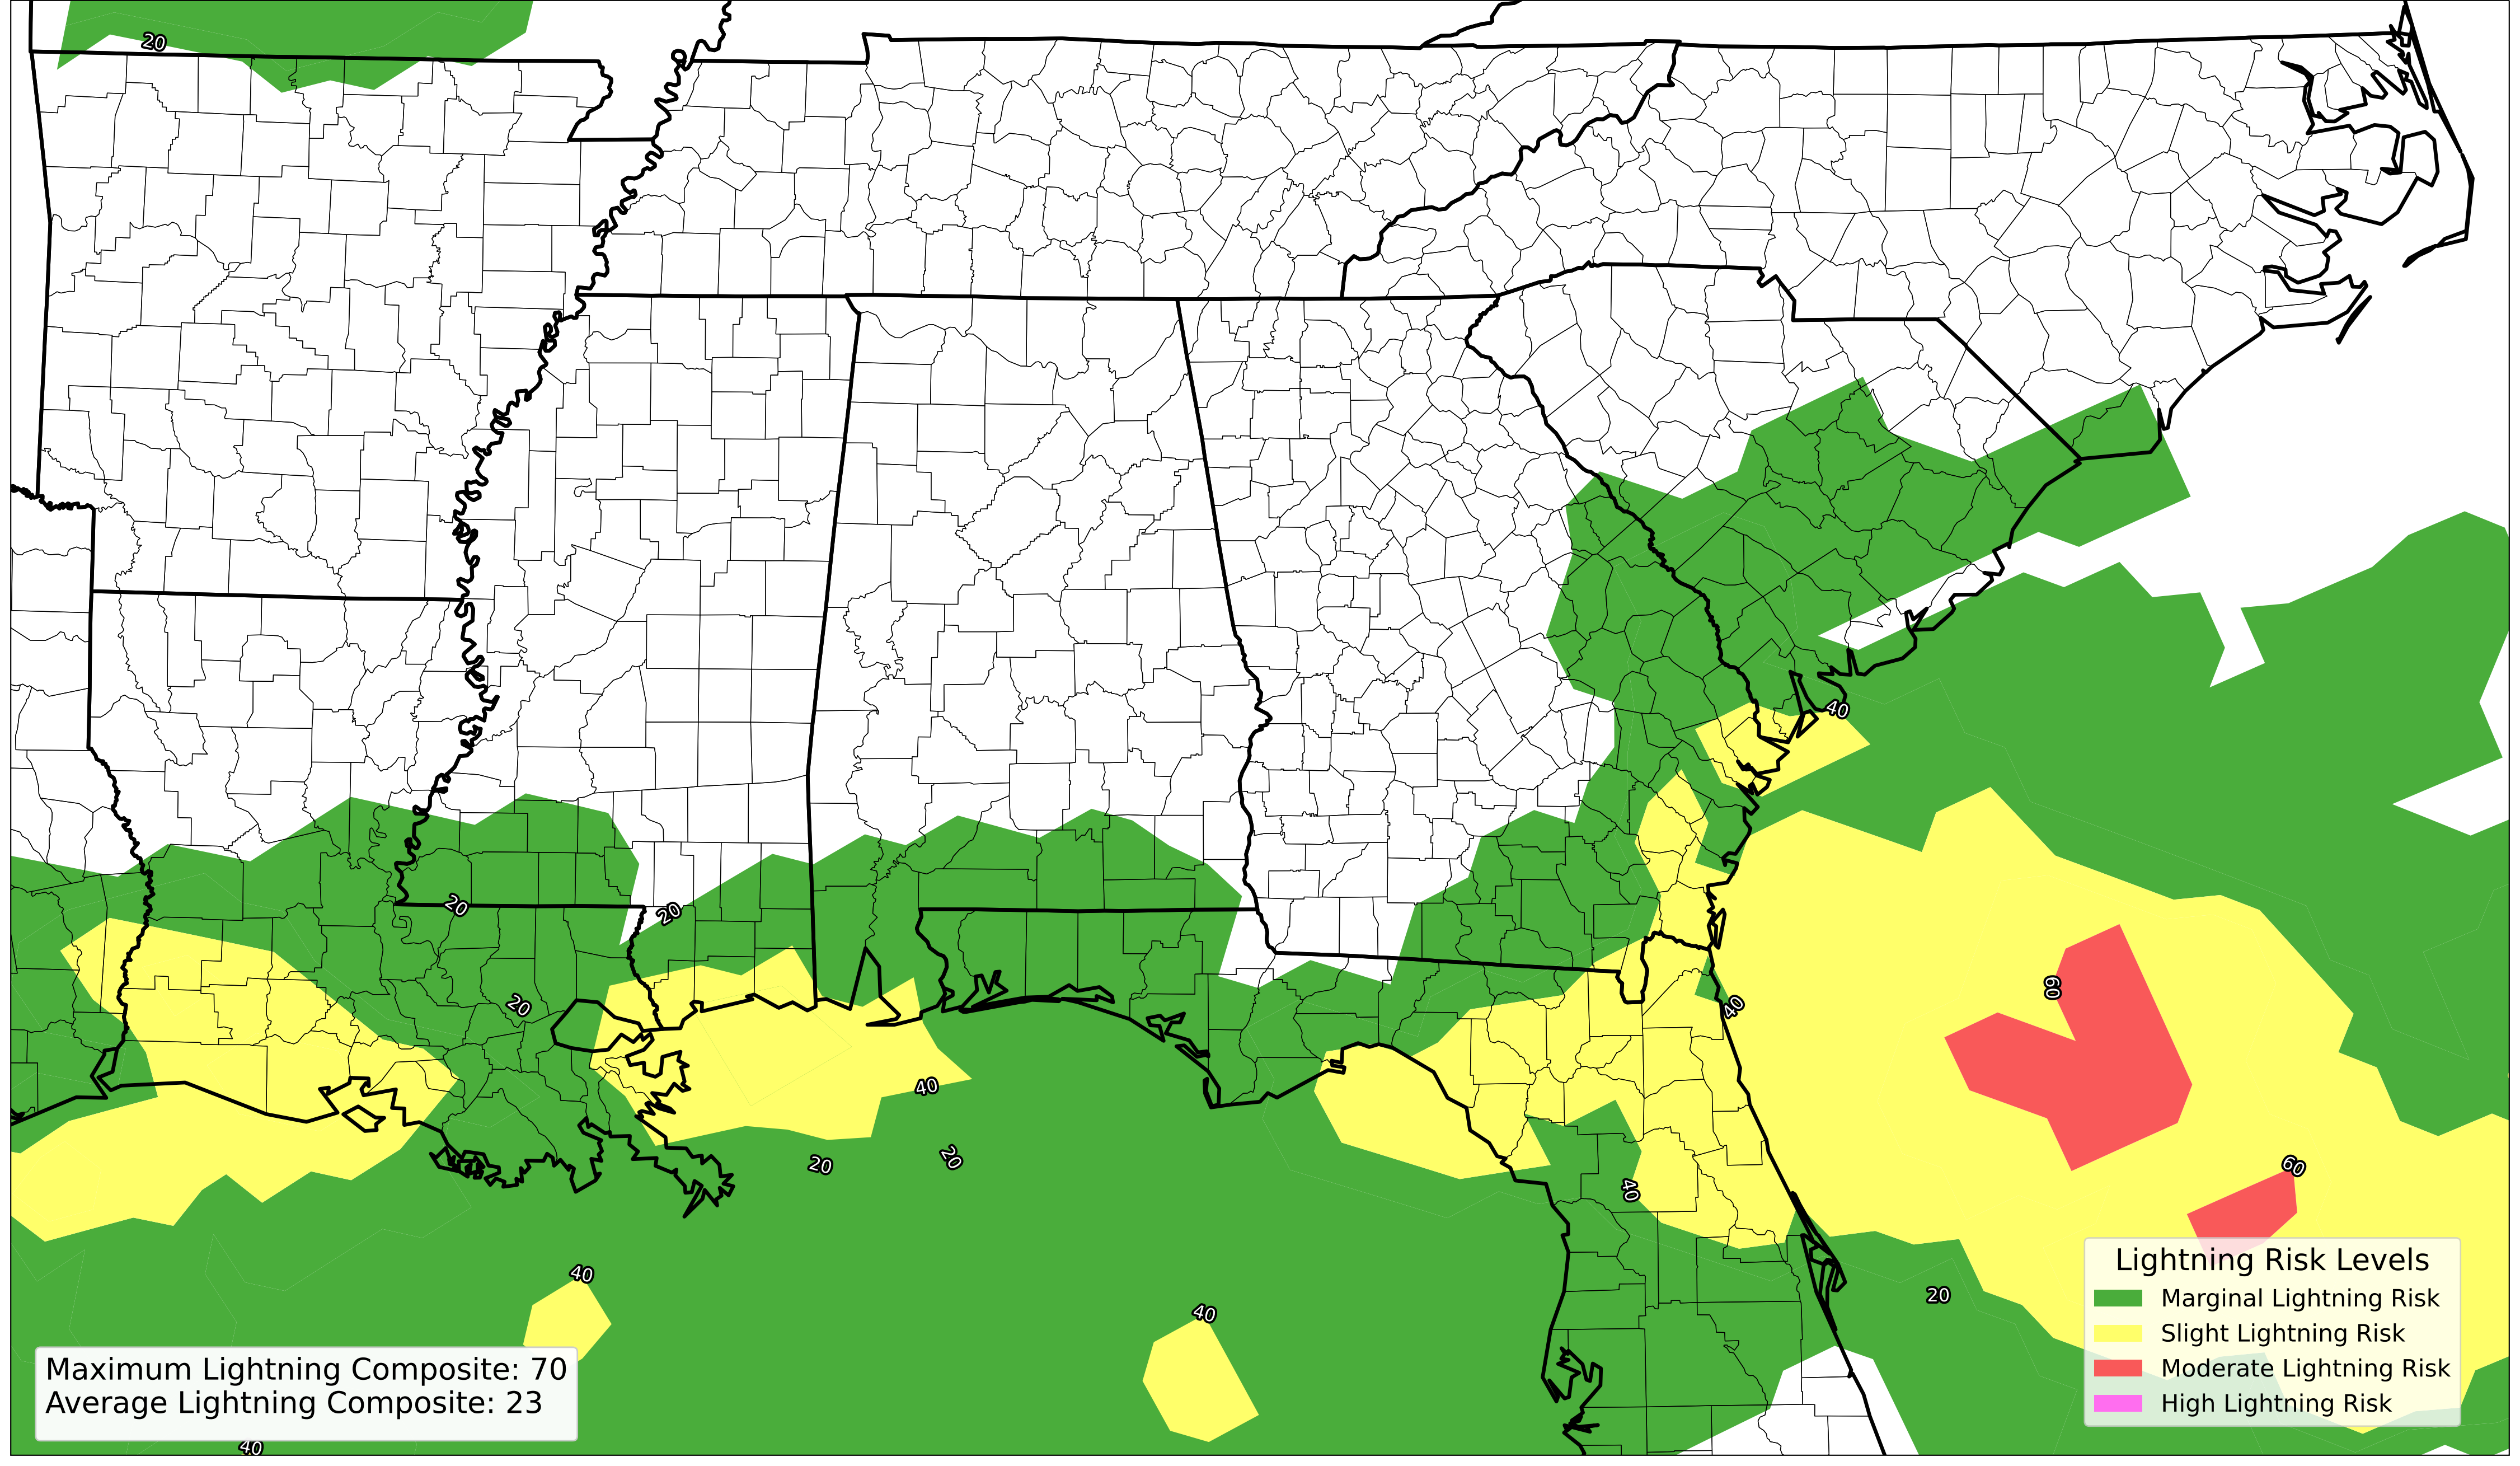 20
40
20
20
60
40
20
40
20
20
60
40
40
20
40
Lightning Risk Levels
Marginal Lightning Risk
Slight Lightning Risk
Moderate Lightning Risk
High Lightning Risk
Maximum Lightning Composite: 70
Average Lightning Composite: 23
40